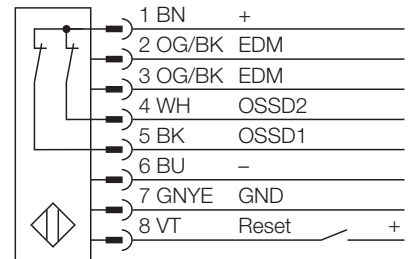 1 BN +
2 OG/BK EDM
3 OG/BK EDM
4 WH OSSD2
5 BK OSSD1
6 BU –
7 GNYE GND
8 VT Reset +